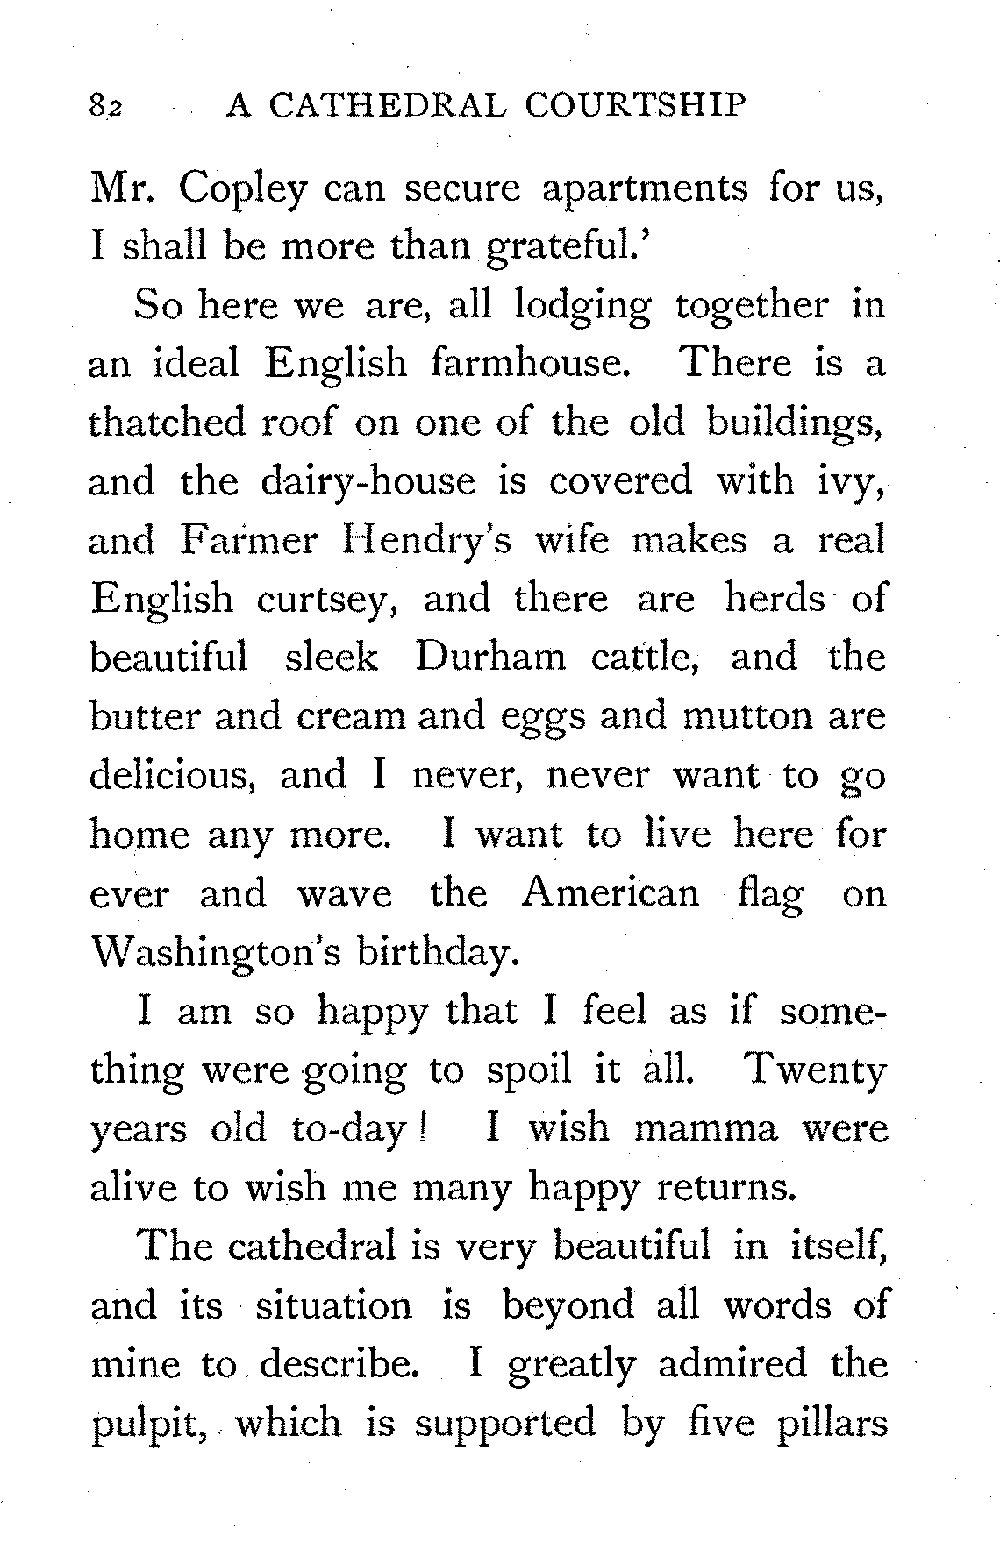 82 A CATHEDRAL COURTSHIP
Mr. Copley can secure apartments for us,
I shall be more than grateful.’
So here we are, all lodging together in
an ideal English farmhouse. There is a
thatched roof on one of the old buildings,
and the dairy-house is covered with ivy,
and Farmer Hendry’s wife makes a real
English curtsey, and there are herds of
beautiful sleek Durham cattle, and the
butter and cream and eggs and mutton are
delicious, and I never, never want to go
home any more. I want to live here for
ever and wave the American flag on
Washington’s birthday.
I am so happy that I feel as if some-
thing were going to spoil it all. Twenty
years old to-day! I wish mamma were
alive to wish me many happy returns.
The cathedral is very beautiful in itself,
and its situation is beyond all words of
mine to describe. I greatly admired the
pulpit, which is supported by five pillars